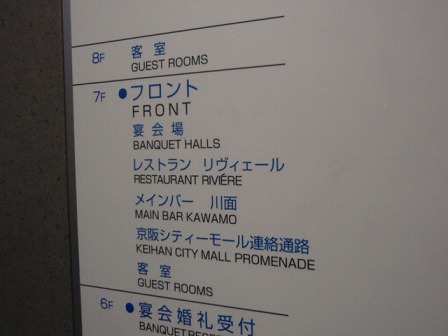 8F 客室
GUEST ROOMS
7F ●フロント
FRONT
宴会場
BANQUET HALLS
レストラン リヴィエール
RESTAURANT RIVIÉRE
メインバー 川面
MAIN BAR KAWAMO
京阪シティーモール連絡通路
KEIHAN CITY MALL PROMENADE
客室
GUEST ROOMS
6F ●宴会婚礼受付